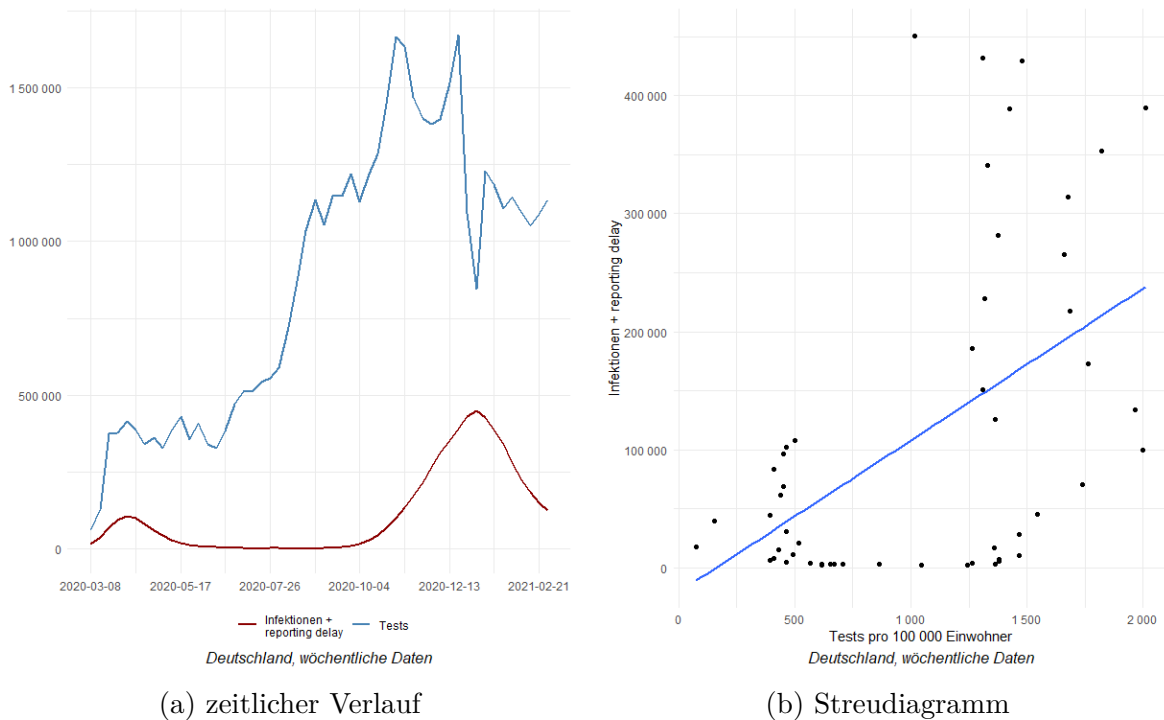 1 500 000
1 000 000
500 000
0
2020-03-08
2020-05-17
2020-07-26
2020-10-04
2020-12-13
2021-02-21
Infektionen +
reporting delay
Tests
Deutschland, wöchentliche Daten
(a) zeitlicher Verlauf
Infektionen + reporting delay
400 000
300 000
200 000
100 000
0
0
500
1 000
1 500
2 000
Tests pro 100 000 Einwohner
Deutschland, wöchentliche Daten
(b) Streudiagramm